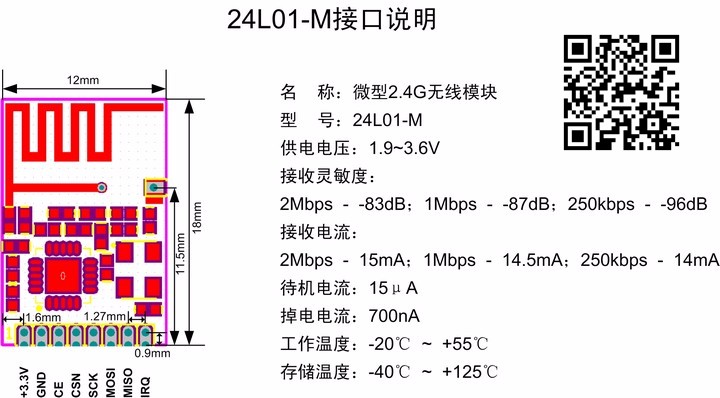 24L01-M接口说明
12mm
18mm
11.5mm
1.6mm
1.27mm
0.9mm
1
0
+3.3V
GND
CE
CSN
SCK
MOSI
MISO
IRQ
名 称：微型2.4G无线模块
型 号：24L01-M
供电电压：1.9~3.6V
接收灵敏度：
2Mbps - -83dB；1Mbps - -87dB；250kbps - -96dB
接收电流：
2Mbps - 15mA；1Mbps - 14.5mA；250kbps - 14mA
待机电流：15μA
掉电电流：700nA
工作温度：-20℃ ~ +55℃
存储温度：-40℃ ~ +125℃